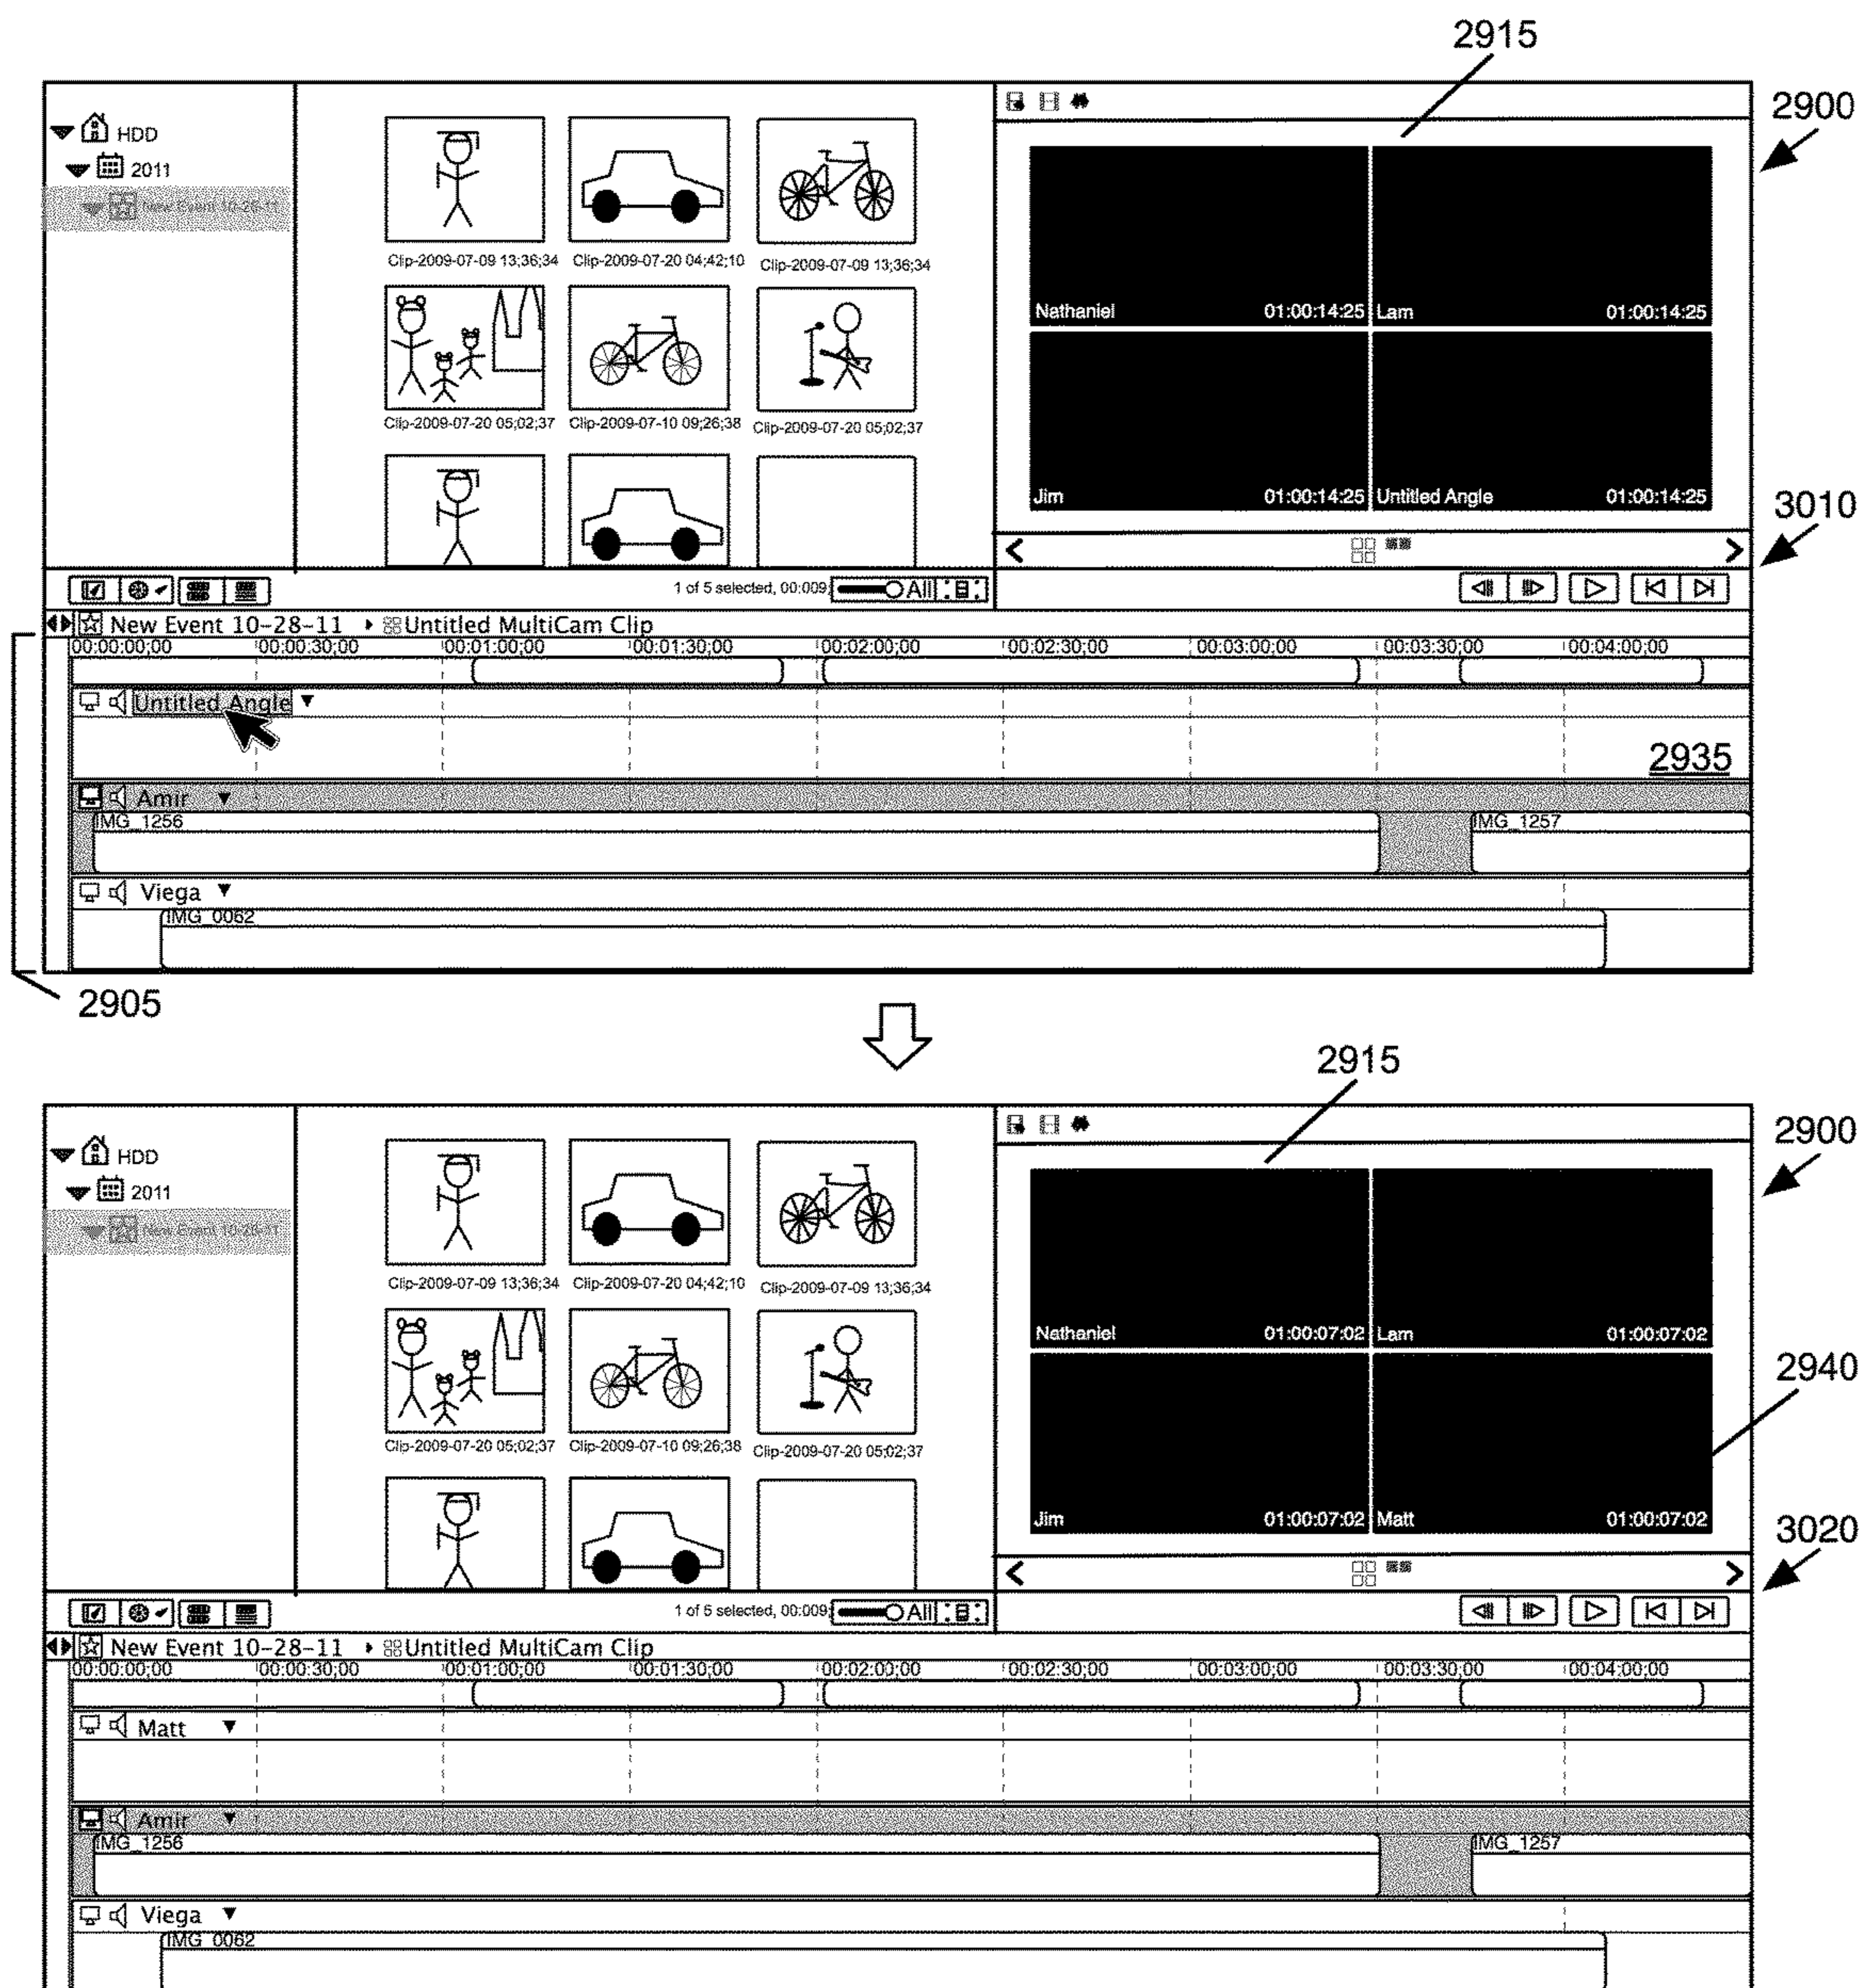 2915
2900
HDD
2011
New Event 10-28-11
Clip-2009-07-09 13;36;34 Clip-2009-07-20 04;42;10 Clip-2009-07-09 13;36;34
Clip-2009-07-20 05;02;37 Clip-2009-07-10 09;26;38 Clip-2009-07-20 05;02;37
Nathaniel 01:00:14:25 Lam 01:00:14:25
Jim 01:00:14:25 Untitled Angle 01:00:14:25
3010
1 of 5 selected, 00:009; All
New Event 10-28-11 Untitled MultiCam Clip
00:00:00;00 00:00:30;00 00:01:00;00 00:01:30;00 00:02:00;00 00:02:30;00 00:03:00;00 00:03:30;00 00:04:00;00
Untitled Angle
2935
Amir
IMG_1256 IMG_1257
Viega
IMG_0062
2905
2915
2900
HDD
2011
New Event 10-28-11
Clip-2009-07-09 13;36;34 Clip-2009-07-20 04;42;10 Clip-2009-07-09 13;36;34
Clip-2009-07-20 05;02;37 Clip-2009-07-10 09;26;38 Clip-2009-07-20 05;02;37
Nathaniel 01:00:07:02 Lam 01:00:07:02
2940
Jim 01:00:07:02 Matt 01:00:07:02
3020
1 of 5 selected, 00:009; All
New Event 10-28-11 Untitled MultiCam Clip
00:00:00;00 00:00:30;00 00:01:00;00 00:01:30;00 00:02:00;00 00:02:30;00 00:03:00;00 00:03:30;00 00:04:00;00
Matt
Amir
IMG_1256 IMG_1257
Viega
IMG_0062